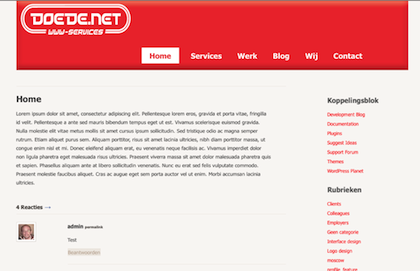 DOEDE.NET
WWW-SERVICES
Home
Services
Werk
Blog
Wij
Contact
Home
Lorem ipsum dolor sit amet, consectetur adipiscing elit. Pellentesque lorem eros, gravida et porta vitae, fringilla
id velit. Pellentesque a ante sed mauris bibendum tempus eget ut est. Vivamus scelerisque euismod gravida.
Nulla molestie elit vitae metus mollis sit amet cursus ipsum sollicitudin. Sed tristique odio ac magna semper
rutrum. Etiam aliquet purus sem. Aliquam porttitor, risus sit amet lacinia ultricies, nibh tortor imperdiet massa, ut
congue enim nisl et mi. Donec eleifend aliquam erat, eu venenatis neque facilisis ac. Vivamus imperdiet dolor
non ligula pharetra eget malesuada risus ultrices. Praesent viverra massa sit amet dolor malesuada pharetra quis
et sapien. Phasellus aliquam ante at libero sollicitudin venenatis. Nunc eu erat sed felis vulputate commodo.
Praesent molestie faucibus diam. Cras ac augue eget sem porta auctor vel ut enim. Morbi accumsan lacinia
ultricies.
4 Reacties →
admin permalink
Test
Beantwoorden
Koppelingsblok
Development Blog
Documentation
Plugins
Suggest Ideas
Support Forum
Themes
WordPress Planet
Rubrieken
Clients
Colleagues
Employers
Geen categorie
Interface design
Logo design
moscow